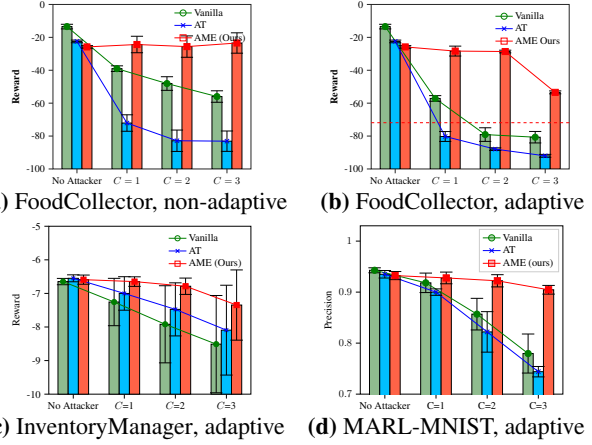 0
-20
-40
-60
-80
-100
Reward
Vanilla
AT
AME (Ours)
No Attacker C = 1 C = 2 C = 3
) FoodCollector, non-adaptive
0
-20
-40
-60
-80
-100
Reward
Vanilla
AT
AME Ours)
No Attacker C = 1 C = 2 C = 3
(b) FoodCollector, adaptive
-5
-6
-7
-8
-9
-10
Reward
Vanilla
AT
AME (Ours)
No Attacker C=1 C=2 C=3
) InventoryManager, adaptive
1
0.9
0.8
0.7
Precision
Vanilla
AT
AME (ours)
No Attacker C=1 C=2 C=3
(d) MARL-MNIST, adaptive